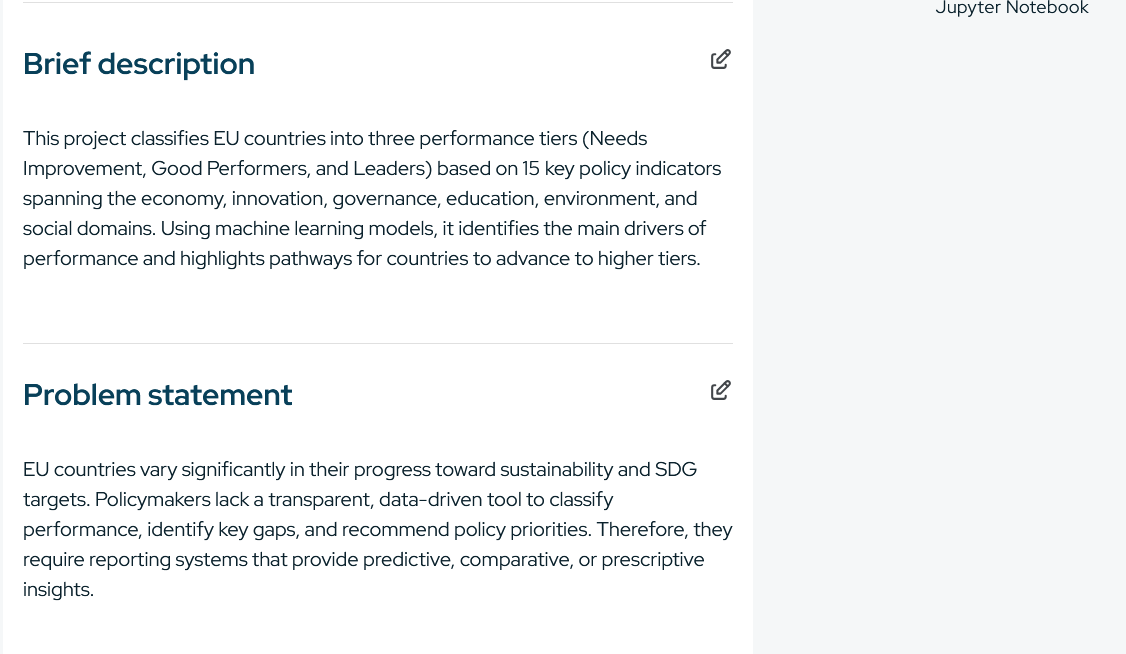 Jupyter Notebook
Brief description
This project classifies EU countries into three performance tiers (Needs
Improvement, Good Performers, and Leaders) based on 15 key policy indicators
spanning the economy, innovation, governance, education, environment, and
social domains. Using machine learning models, it identifies the main drivers of
performance and highlights pathways for countries to advance to higher tiers.
Problem statement
EU countries vary significantly in their progress toward sustainability and SDG
targets. Policymakers lack a transparent, data-driven tool to classify
performance, identify key gaps, and recommend policy priorities. Therefore, they
require reporting systems that provide predictive, comparative, or prescriptive
insights.